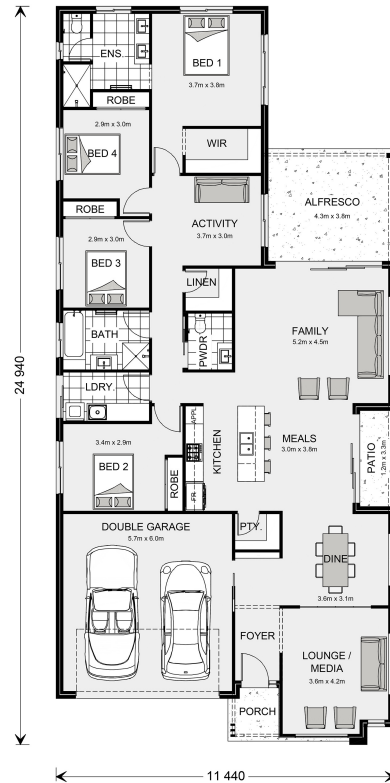 ENS.
BED 1
3.7m x 3.8m
ROBE
2.9m x 3.0m
BED 4
WIR
ROBE
ACTIVITY
3.7m x 3.0m
ALFRESCO
4.3m x 3.8m
2.9m x 3.0m
BED 3
LINEN
BATH
PWDR
FAMILY
5.2m x 4.5m
LDRY.
APPL
KITCHEN
MEALS
3.0m x 3.8m
PATIO
1.2m x 3.3m
3.4m x 2.9m
BED 2
ROBE
FR
DOUBLE GARAGE
5.7m x 6.0m
PTY.
DINE
3.6m x 3.1m
FOYER
LOUNGE /
MEDIA
3.6m x 4.2m
PORCH
24 940
11 440